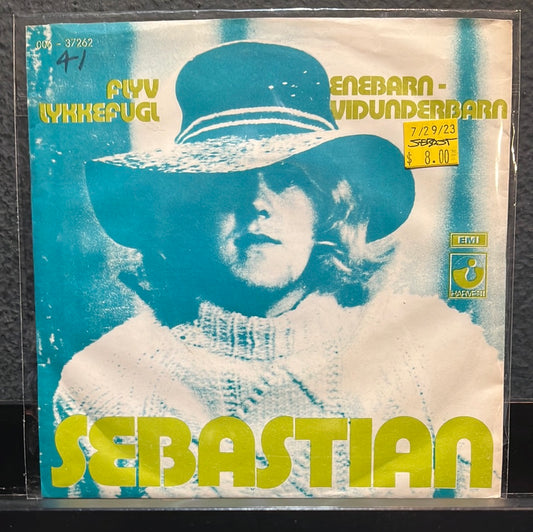 006 - 37262
41
FLYV
LYKKEFUGL
ENEBARN -
VIDUNDERBARN
7/29/23
SEBAST
$ 8.00
EMI
HARVEST
SEBASTIAN